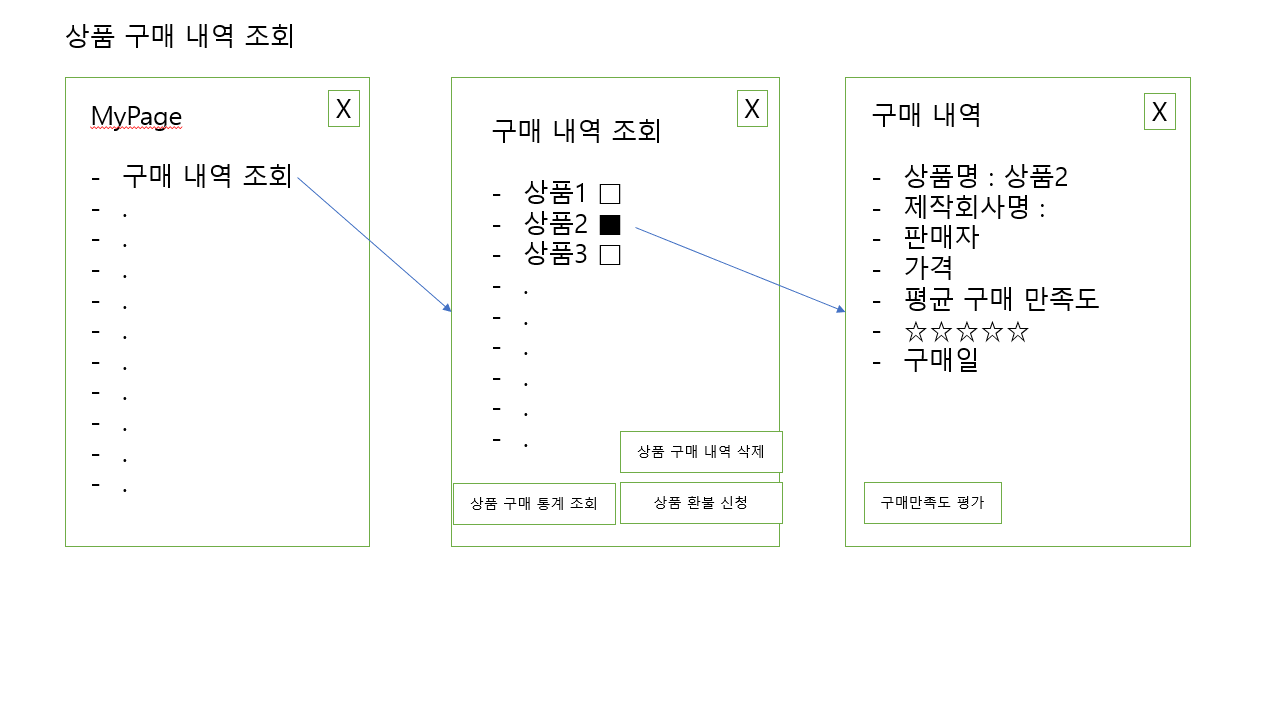 상품 구매 내역 조회
X
MyPage
- 구매 내역 조회
- .
- .
- .
- .
- .
- .
- .
- .
- .
- .
X
구매 내역 조회
- 상품1 □
- 상품2 ■
- 상품3 □
- .
- .
- .
- .
- .
- .
상품 구매 내역 삭제
상품 구매 통계 조회
상품 환불 신청
X
구매 내역
- 상품명 : 상품2
- 제작회사명 :
- 판매자
- 가격
- 평균 구매 만족도
- ☆☆☆☆☆
- 구매일
구매만족도 평가